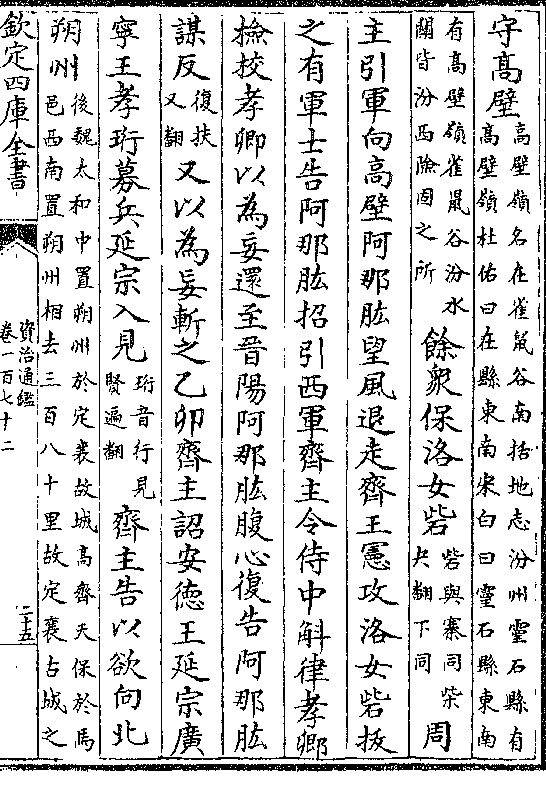 守高壁高壁嶺名在雀鼠谷南括地志汾州靈石縣有
高壁嶺杜佑曰在縣東南宋白曰靈石縣東南
有高壁嶺雀鼠谷汾水
關皆汾西險固之所餘衆保洛女砦砦與寨同柴
夬翻下同周
主引軍向高壁阿那肱望風退走齊王憲攻洛女砦拔
之有軍士告阿那肱招引西軍齊主令侍中斛律孝卿
撿校孝卿以為妄還至晉陽阿那肱腹心復告阿那肱
謀反復扶
又翻又以為妄斬之乙卯齊主詔安徳王延宗廣
寧王孝珩募兵延宗入見珩音行見
賢遍翻齊主告以欲向北
朔州後魏太和中置朔州於定襄故城高齊天保於馬
邑西南置朔州相去三百八十里故定襄古城之
欽定四庫全書
資治通鑑
卷一百七十二
二十五